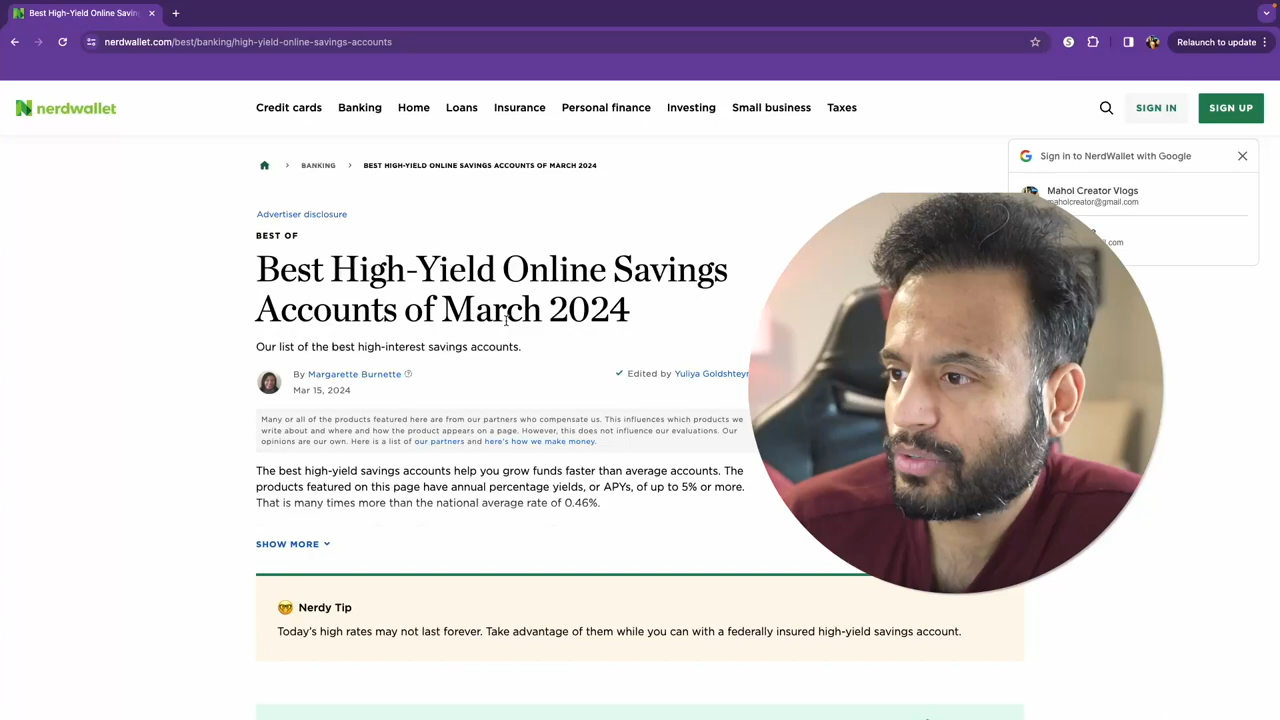 Best High-Yield Online Savin
nerdwallet.com/best/banking/high-yield-online-savings-accounts
Relaunch to update
nerdwallet
Credit cards
Banking
Home
Loans
Insurance
Personal finance
Investing
Small business
Taxes
SIGN IN
SIGN UP
BANKING
BEST HIGH-YIELD ONLINE SAVINGS ACCOUNTS OF MARCH 2024
Sign in to NerdWallet with Google
Mahol Creator Vlogs
maholcreator@gmail.com
Advertiser disclosure
BEST OF
Best High-Yield Online Savings
Accounts of March 2024
Our list of the best high-interest savings accounts.
By Margarette Burnette
Mar 15, 2024
Edited by Yuliya Goldshteyn
Many or all of the products featured here are from our partners who compensate us. This influences which products we
write about and where and how the product appears on a page. However, this does not influence our evaluations. Our
opinions are our own. Here is a list of our partners and here's how we make money.
The best high-yield savings accounts help you grow funds faster than average accounts. The
products featured on this page have annual percentage yields, or APYs, of up to 5% or more.
That is many times more than the national average rate of 0.46%.
SHOW MORE
Nerdy Tip
Today's high rates may not last forever. Take advantage of them while you can with a federally insured high-yield savings account.